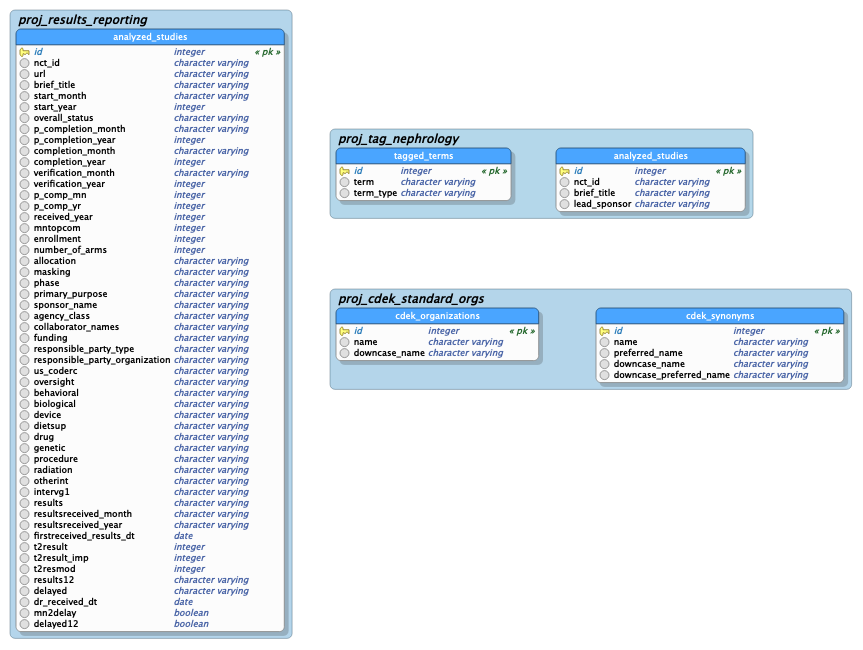 proj_results_reporting
analyzed_studies
id integer « pk »
nct_id character varying
url character varying
brief_title character varying
start_month character varying
start_year integer
overall_status character varying
p_completion_month character varying
p_completion_year integer
completion_month character varying
completion_year integer
verification_month character varying
verification_year integer
p_comp_mn integer
p_comp_yr integer
received_year integer
mntopcom integer
enrollment integer
number_of_arms integer
allocation character varying
masking character varying
phase character varying
primary_purpose character varying
sponsor_name character varying
agency_class character varying
collaborator_names character varying
funding character varying
responsible_party_type character varying
responsible_party_organization character varying
us_coderc character varying
oversight character varying
behavioral character varying
biological character varying
device character varying
dietsup character varying
drug character varying
genetic character varying
procedure character varying
radiation character varying
otherint character varying
intervg1 character varying
results character varying
resultsreceived_month character varying
resultsreceived_year character varying
firstreceived_results_dt date
t2result integer
t2result_imp integer
t2resmod integer
results12 character varying
delayed character varying
dr_received_dt date
mn2delay boolean
delayed12 boolean
proj_tag_nephrology
tagged_terms
id integer « pk »
term character varying
term_type character varying
analyzed_studies
id integer « pk »
nct_id character varying
brief_title character varying
lead_sponsor character varying
proj_cdek_standard_orgs
cdek_organizations
id integer « pk »
name character varying
downcase_name character varying
cdek_synonyms
id integer « pk »
name character varying
preferred_name character varying
downcase_name character varying
downcase_preferred_name character varying